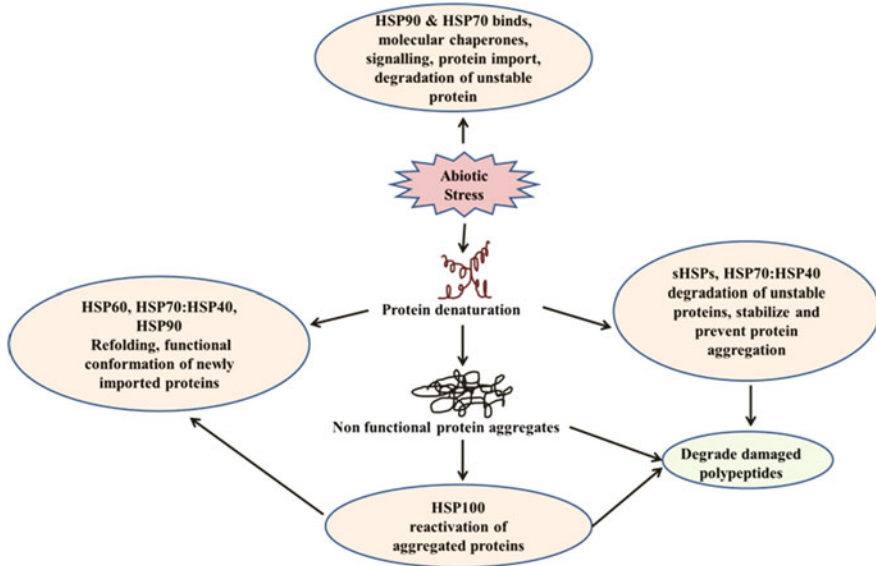 HSP90 & HSP70 binds,
molecular chaperones,
signalling, protein import,
degradation of unstable
protein
Abiotic
Stress
Protein denaturation
HSP60, HSP70:HSP40,
HSP90
Refolding, functional
conformation of newly
imported proteins
sHSPs, HSP70:HSP40
degradation of unstable
proteins, stabilize and
prevent protein
aggregation
Non functional protein aggregates
Degrade damaged
polypeptides
HSP100
reactivation of
aggregated proteins